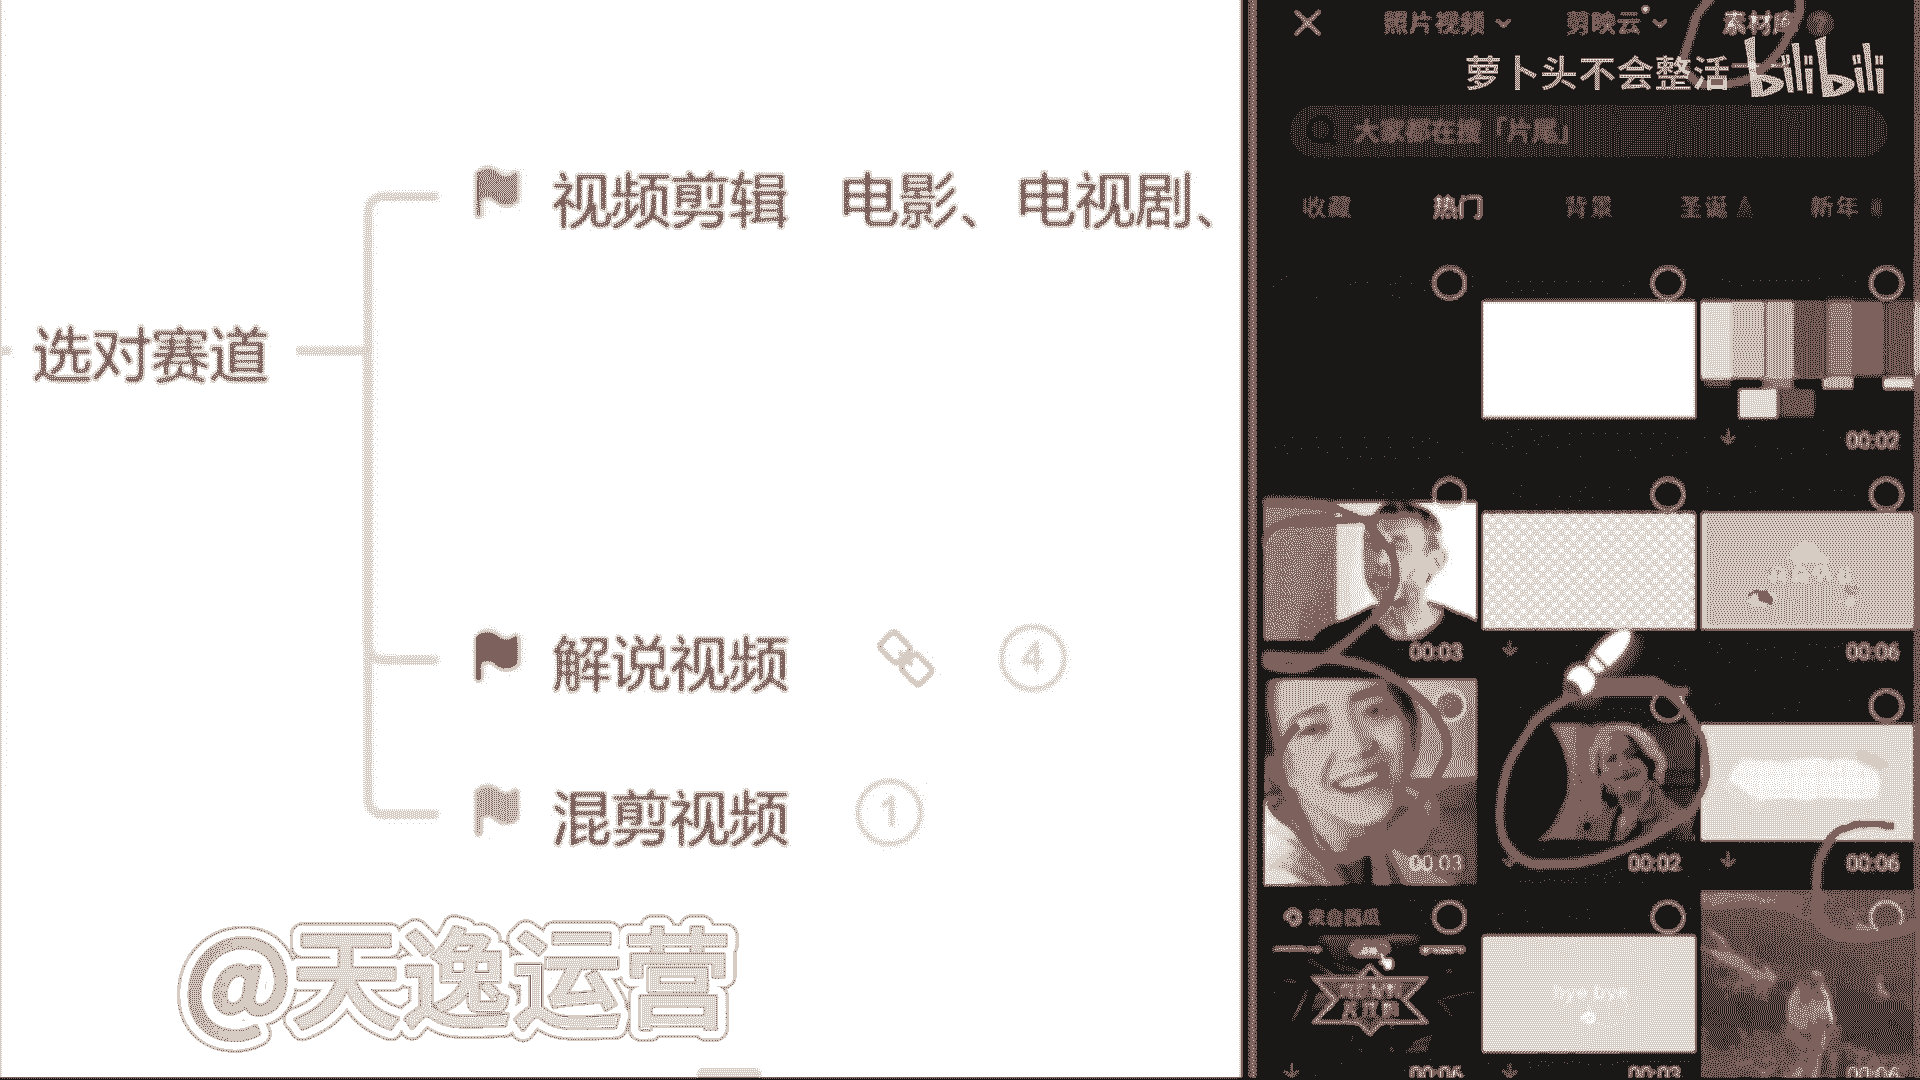 选对赛道
视频剪辑 电影、电视剧、
解说视频 4
混剪视频 1
@天逸运营
照片视频 剪映云 素材库
萝卜头不会整活 bilibili
大家都在搜「片尾」
收藏 热门 背景 圣诞 新年
00:02
00:03 00:06
00:03 00:02 00:06
来自西瓜
bye bye
00:06 00:03 00:06